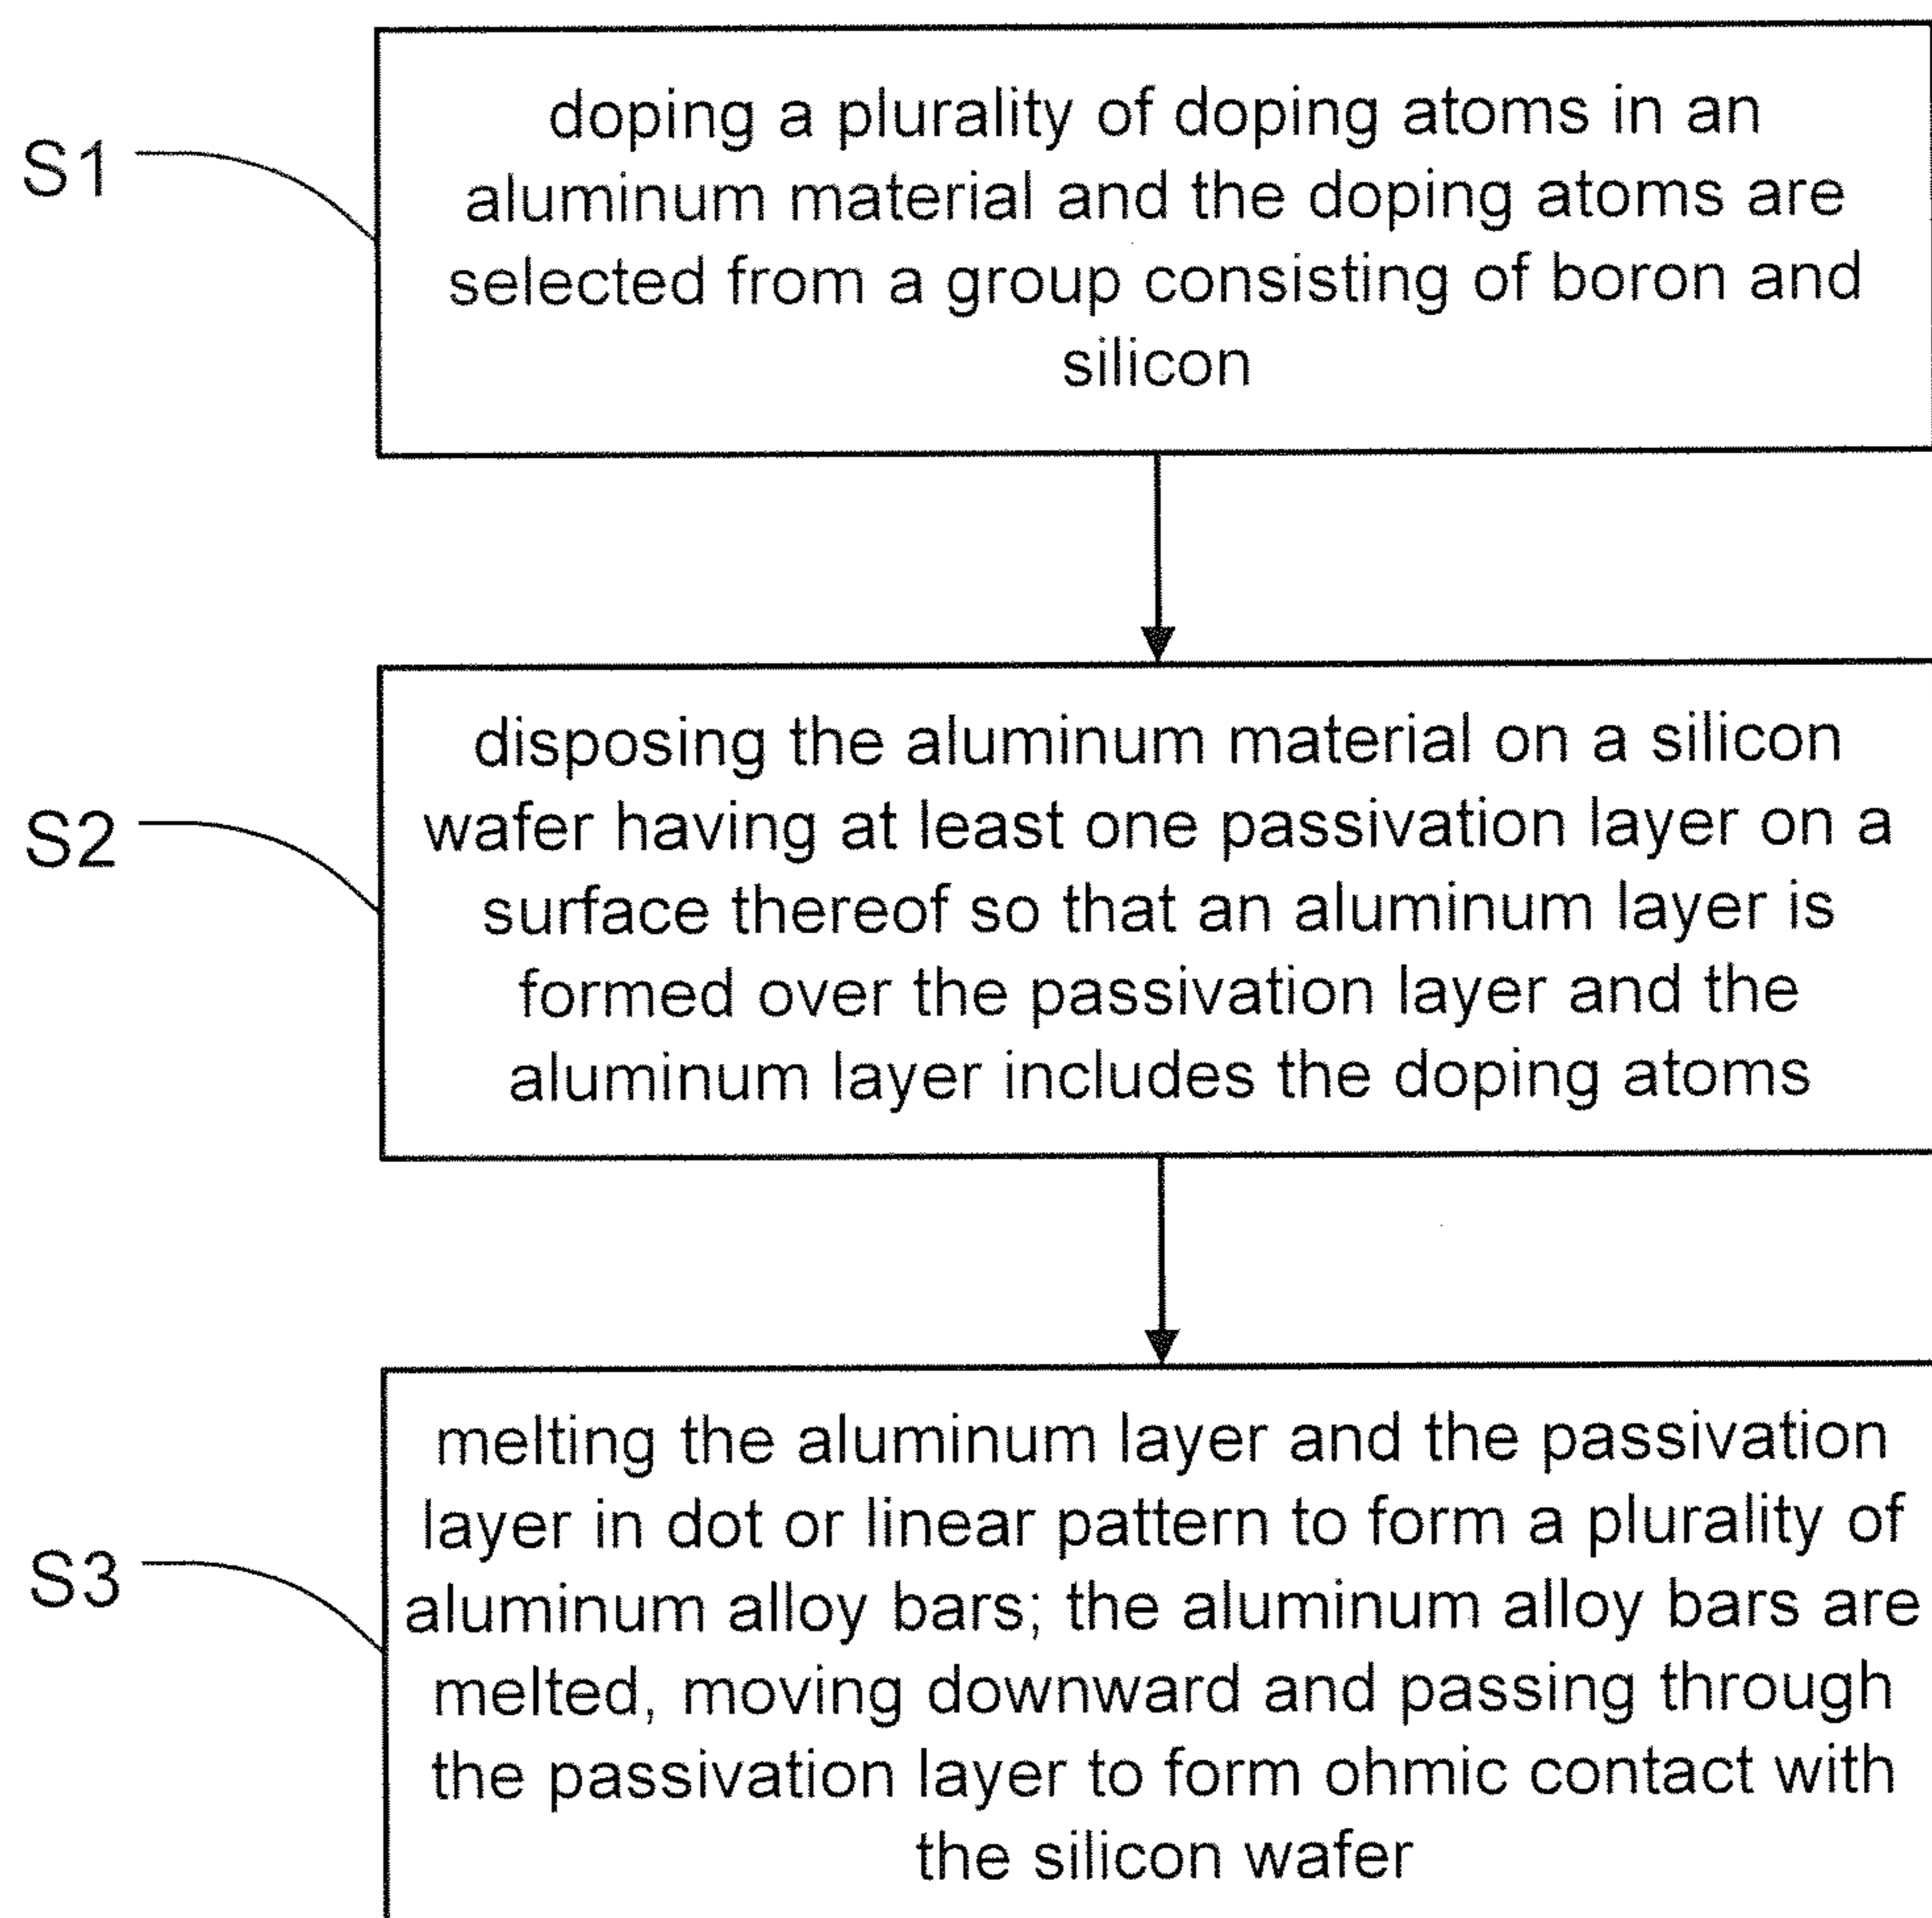 S1
doping a plurality of doping atoms in an
aluminum material and the doping atoms are
selected from a group consisting of boron and
silicon
S2
disposing the aluminum material on a silicon
wafer having at least one passivation layer on a
surface thereof so that an aluminum layer is
formed over the passivation layer and the
aluminum layer includes the doping atoms
S3
melting the aluminum layer and the passivation
layer in dot or linear pattern to form a plurality of
aluminum alloy bars; the aluminum alloy bars are
melted, moving downward and passing through
the passivation layer to form ohmic contact with
the silicon wafer